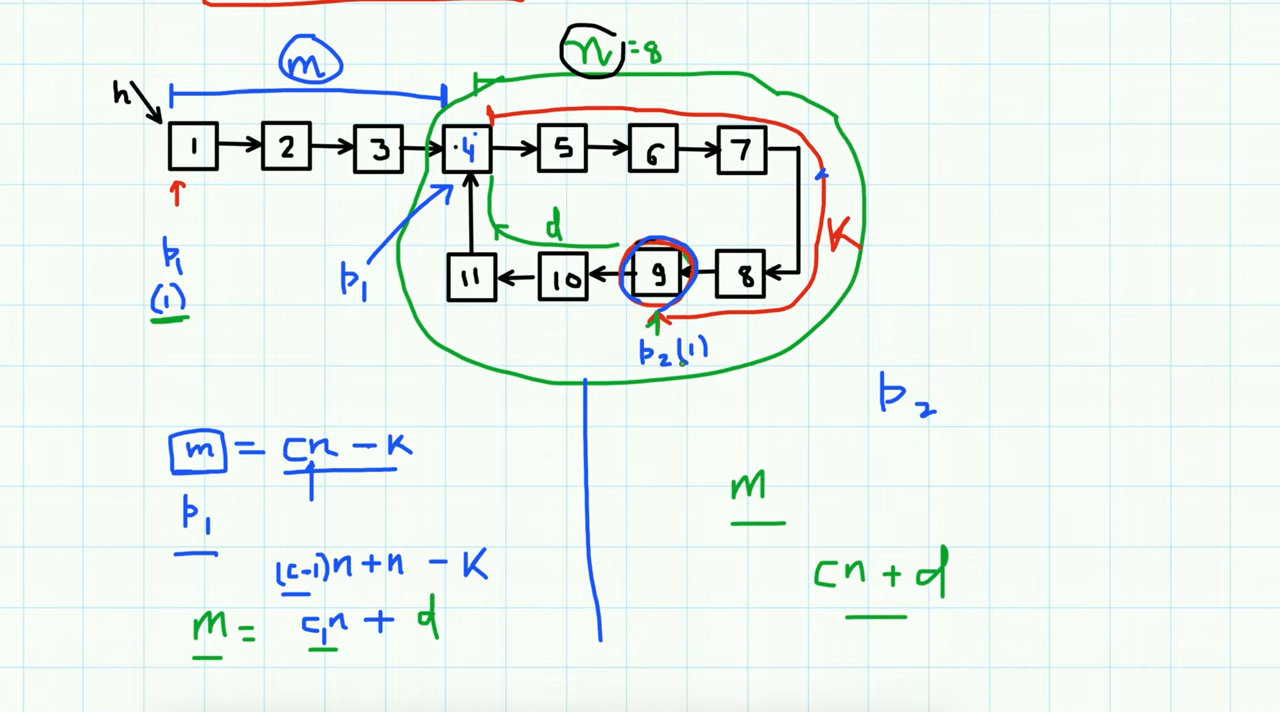 m n=8
h
1 2 3 4 5 6 7
d K
p1 p1 11 10 9 8
(1)
p2(1)
p2
m = cn - K
p1 m
(c-1)n+n - K cn + d
m = c1n + d